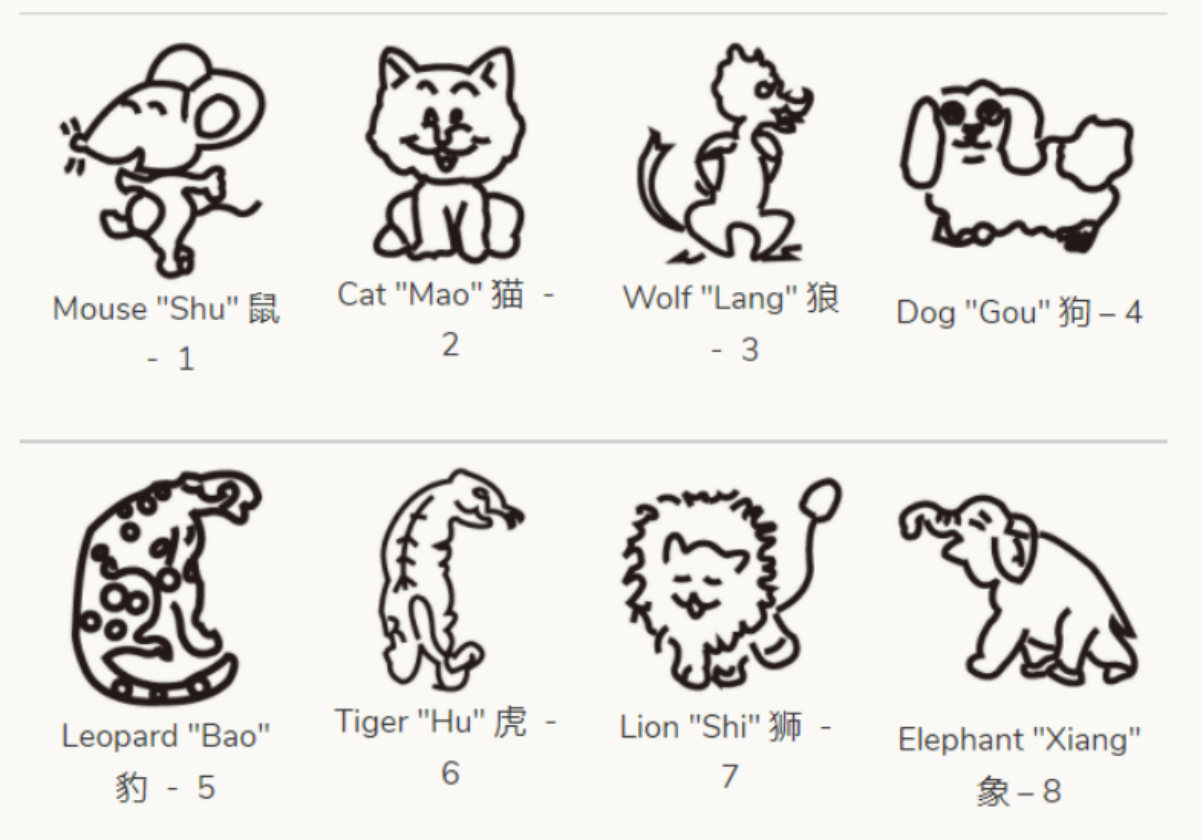 Mouse "Shu" 鼠
- 1
Cat "Mao" 猫 -
2
Wolf "Lang" 狼
- 3
Dog "Gou" 狗 – 4
Leopard "Bao"
豹 - 5
Tiger "Hu" 虎 -
6
Lion "Shi" 狮 -
7
Elephant "Xiang"
象 – 8